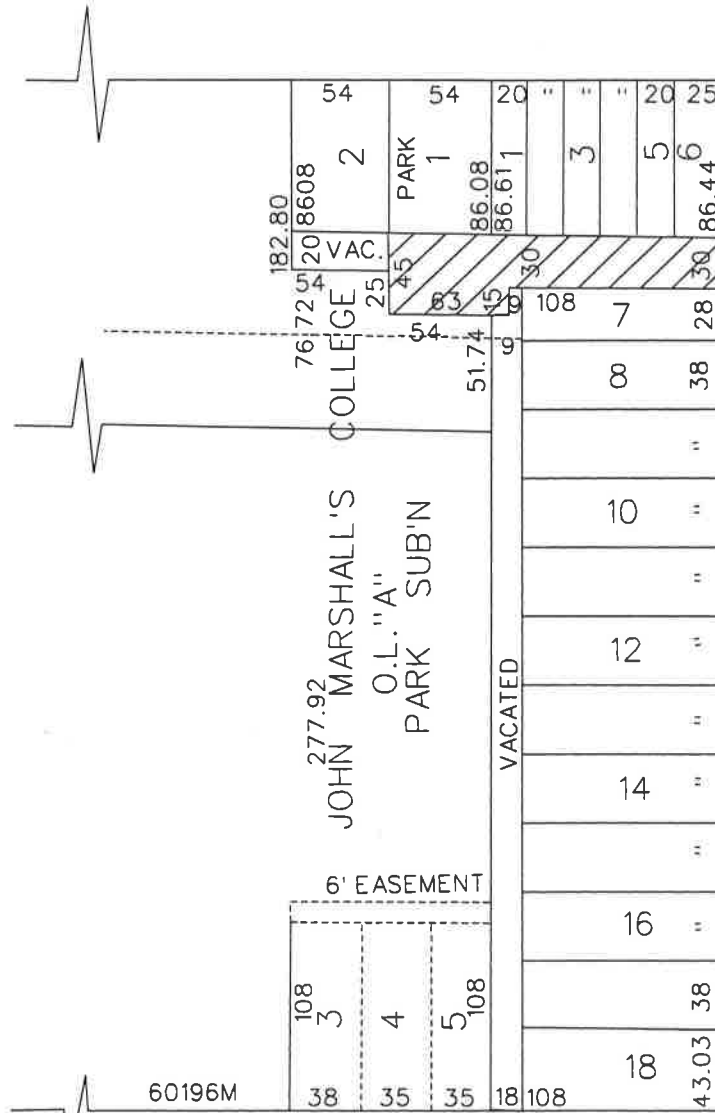 54 54 20 " " " 20 25
2 PARK 1 1 3 5 6
182.80 8608 86.08 86.61 86.44
20 VAC.
54 25 45 63 15 9 30 30
76.72 54 51.74 9 108 7 28
8 38
"
10 "
"
12 "
"
14 "
"
16 "
38
18 43.03
JOHN MARSHALL'S COLLEGE
277.92
O.L. "A"
PARK SUB'N
VACATED
6' EASEMENT
108 108
3 4 5
60196M 38 35 35 18 108